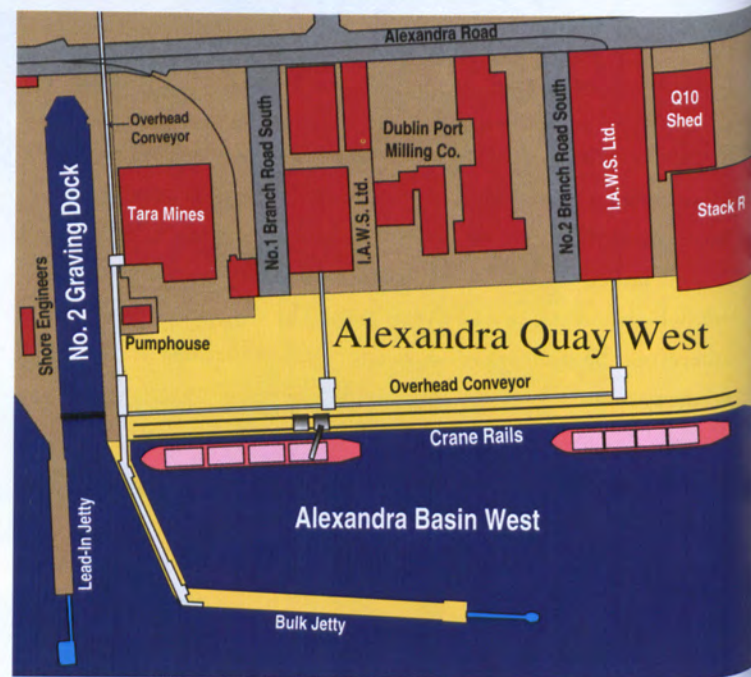 Alexandra Road
Overhead
Conveyor
No.1 Branch Road South
Dublin Port
Milling Co.
No.2 Branch Road South
I.A.W.S. Ltd.
Q10
Shed
Tara Mines
I.A.W.S. Ltd.
Stack R
No. 2 Graving Dock
Shore Engineers
Pumphouse
Alexandra Quay West
Overhead Conveyor
Crane Rails
Alexandra Basin West
Lead-In Jetty
Bulk Jetty